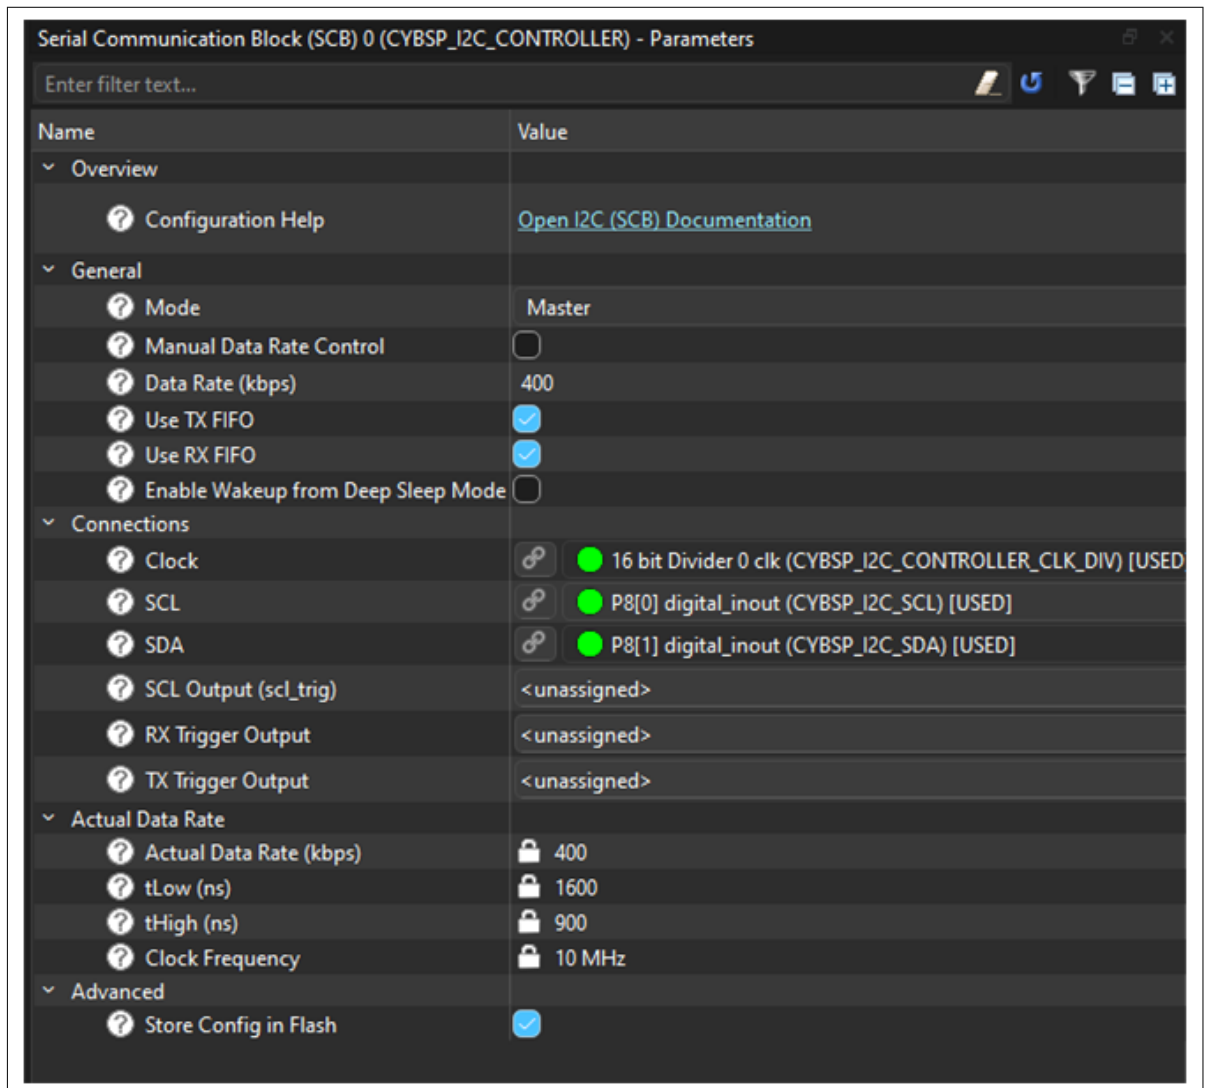 Serial Communication Block (SCB) 0 (CYBSP_I2C_CONTROLLER) - Parameters
Enter filter text...
Name Value
Overview
Configuration Help Open I2C (SCB) Documentation
General
Mode Master
Manual Data Rate Control
Data Rate (kbps) 400
Use TX FIFO
Use RX FIFO
Enable Wakeup from Deep Sleep Mode
Connections
Clock 16 bit Divider 0 clk (CYBSP_I2C_CONTROLLER_CLK_DIV) [USED
SCL P8[0] digital_inout (CYBSP_I2C_SCL) [USED]
SDA P8[1] digital_inout (CYBSP_I2C_SDA) [USED]
SCL Output (scl_trig) <unassigned>
RX Trigger Output <unassigned>
TX Trigger Output <unassigned>
Actual Data Rate
Actual Data Rate (kbps) 400
tLow (ns) 1600
tHigh (ns) 900
Clock Frequency 10 MHz
Advanced
Store Config in Flash